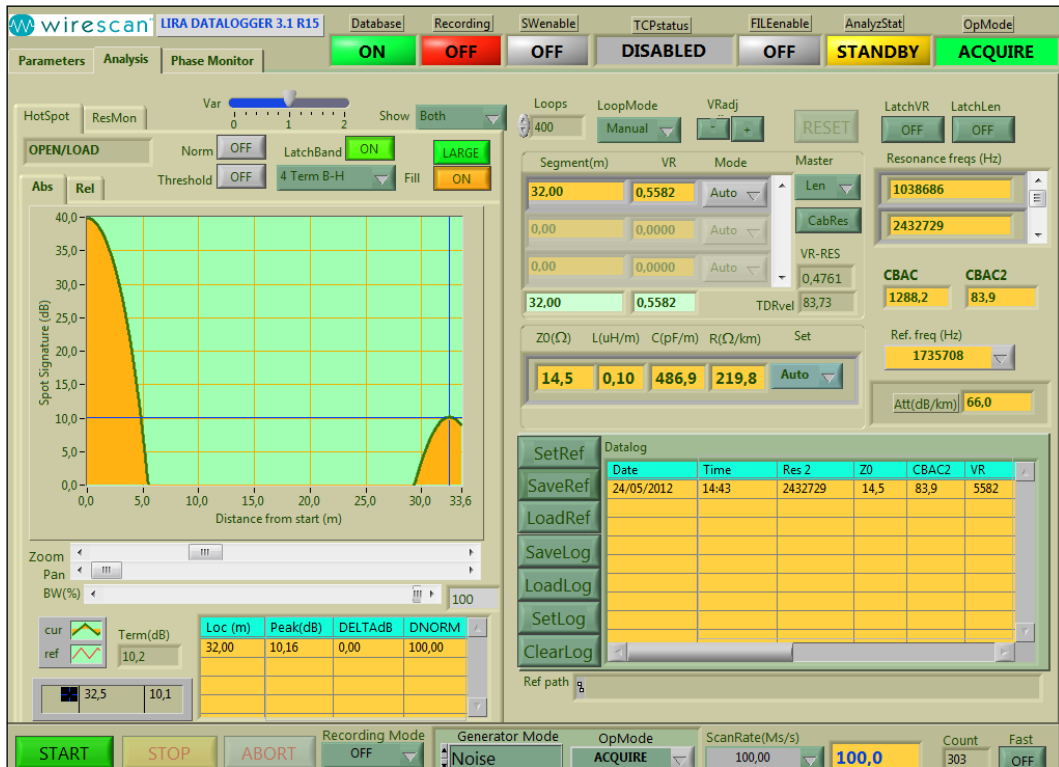 wirescan LIRA DATALOGGER 3.1 R15 Database Recording SWenable TCPstatus FILEenable AnalyzStat OpMode
ON OFF OFF DISABLED OFF STANDBY ACQUIRE
Parameters Analysis Phase Monitor
HotSpot ResMon
Var
0 1 2
Show Both
OPEN/LOAD
Norm OFF LatchBand ON LARGE
Threshold OFF 4 Term B-H Fill ON
Abs Rel
40,0
35,0
30,0
25,0
20,0
15,0
10,0
5,0
0,0
Spot Signature (dB)
0,0 5,0 10,0 15,0 20,0 25,0 30,0 33,6
Distance from start (m)
Zoom
Pan
BW(%) 100
cur
ref
Term(dB)
10,2
32,5 10,1
Loc (m) Peak(dB) DELTAdB DNORM
32,00 10,16 0,00 100,00
Loops LoopMode VRadj
400 Manual - + RESET
LatchVR LatchLen
OFF OFF
Segment(m) VR Mode Master
32,00 0,5582 Auto Len
0,00 0,0000 Auto CabRes
0,00 0,0000 Auto
VR-RES
0,4761
32,00 0,5582 TDRvel 83,73
Resonance freqs (Hz)
1038686
2432729
CBAC CBAC2
1288,2 83,9
Z0(Ω) L(uH/m) C(pF/m) R(Ω/km) Set
14,5 0,10 486,9 219,8 Auto
Ref. freq (Hz)
1735708
Att(dB/km) 66,0
SetRef
SaveRef
LoadRef
SaveLog
LoadLog
SetLog
ClearLog
Datalog
Date Time Res 2 Z0 CBAC2 VR
24/05/2012 14:43 2432729 14,5 83,9 5582
Ref path
START STOP ABORT
Recording Mode
OFF
Generator Mode
Noise
OpMode
ACQUIRE
ScanRate(Ms/s)
100,00
100,0
Count
303
Fast
OFF